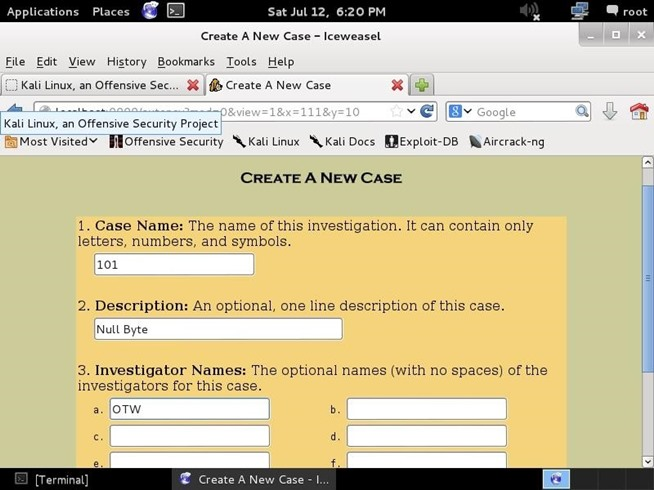 Applications Places Sat Jul 12, 6:20 PM root
Create A New Case – Iceweasel
File Edit View History Bookmarks Tools Help
Kali Linux, an Offensive Sec... Create A New Case
0&view=1&x=111&y=10 Google
Kali Linux, an Offensive Security Project
Most Visited Offensive Security Kali Linux Kali Docs Exploit-DB Aircrack-ng
CREATE A NEW CASE
1. Case Name: The name of this investigation. It can contain only
letters, numbers, and symbols.
101
2. Description: An optional, one line description of this case.
Null Byte
3. Investigator Names: The optional names (with no spaces) of the
investigators for this case.
a. OTW b.
c. d.
e. f.
[Terminal] Create A New Case - I...